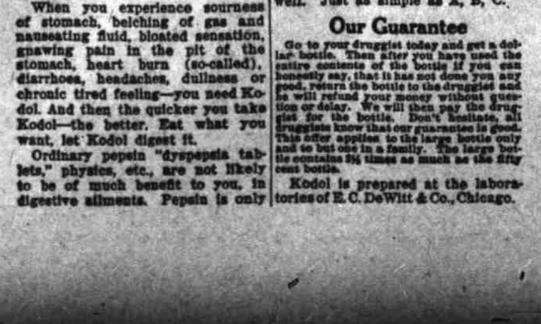 When you experience sourness
of stomach, belching of gas and
nauseating fluid, bloated sensation,
gnawing pain in the pit of the
stomach, heart burn (so-called),
diarrhoea, headaches, dullness or
chronic tired feeling—you need Ko-
dol. And then the quicker you take
Kodol—the better. Eat what you
want, let Kodol digest it.
Ordinary pepsin "dyspepsia tab-
lets," physics, etc., are not likely
to be of much benefit to you, in
digestive ailments. Pepsin is only
well. Just as simple as A, B, C.
Our Guarantee
Go to your druggist today and get a dol-
lar bottle. Then after you have used the
entire contents of the bottle if you can
honestly say, that it has not done you any
good, return the bottle to the druggist and
he will refund your money without ques-
tion or delay. We will then pay the drug-
gist for the bottle. Don't hesitate, all
druggists know that our guarantee is good.
This offer applies to the large bottle only
and to but one in a family. The large bot-
tle contains 2½ times as much as the fifty
cent bottle.
Kodol is prepared at the labora-
tories of E. C. DeWitt & Co., Chicago.